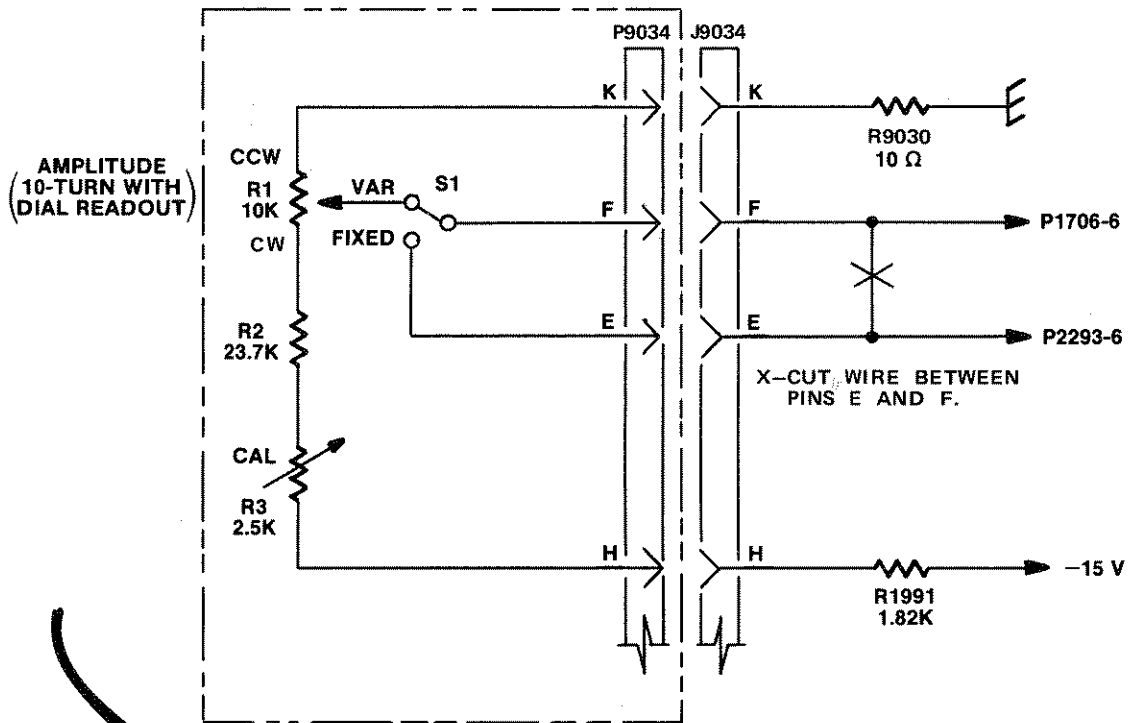 P9034 J9034
K K
R9030
10 Ω
AMPLITUDE
10-TURN WITH
DIAL READOUT
CCW
R1
10K
CW
VAR
S1
FIXED
F F
P1706-6
E E
P2293-6
X–CUT WIRE BETWEEN
PINS E AND F.
R2
23.7K
CAL
R3
2.5K
H H
–15 V
R1991
1.82K